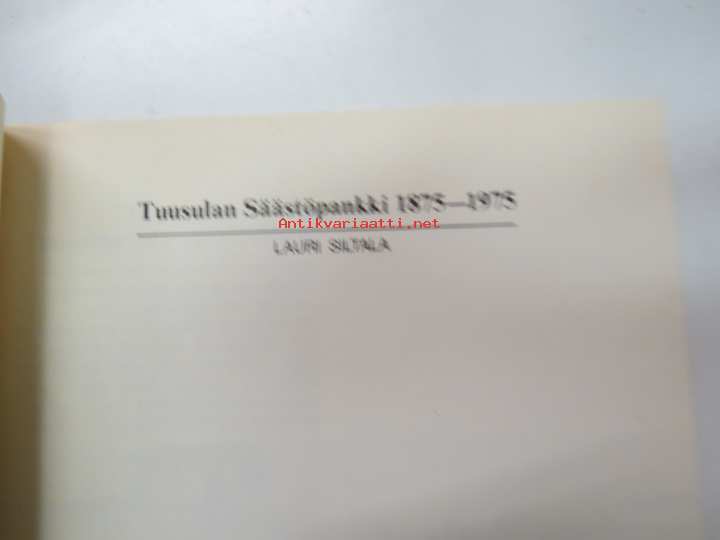 Tuusulan Säästöpankki 1875—1975
Antikvariaatti.net
LAURI SILTALA